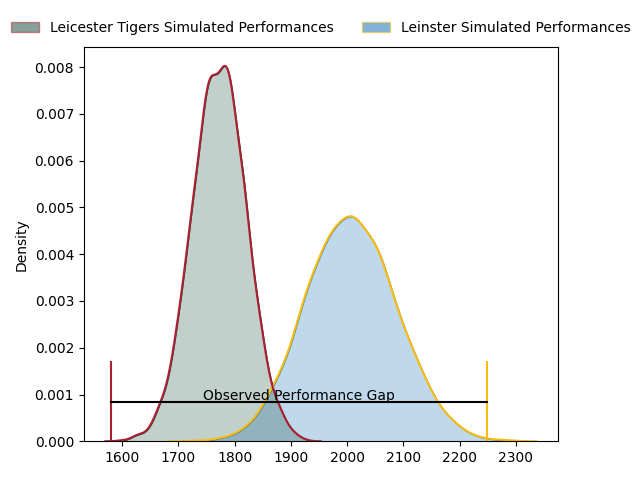 Leicester Tigers Simulated Performances Leinster Simulated Performances
0.008
0.007
0.006
0.005
0.004
0.003
0.002
0.001
0.000
Density
Observed Performance Gap
1600 1700 1800 1900 2000 2100 2200 2300